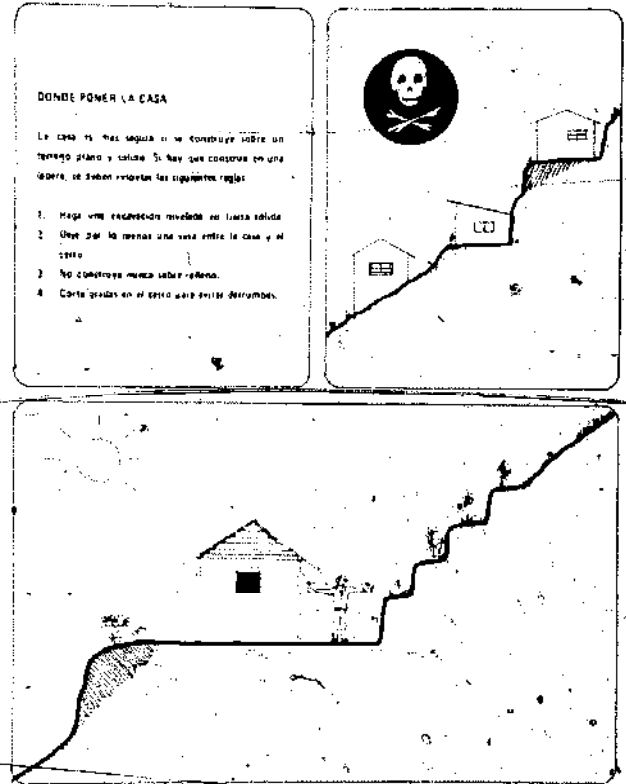 DONDE PONER LA CASA
La casa es mas segura si se construye sobre un
terreno plano y solido. Si hay que construir en una
ladera, se deben respetar las siguientes reglas:
1. Haga una excavación nivelada en tierra sólida
2 Deje por lo menos una vara entre la casa y el
cerro
3 No construya nunca sobre relleno.
4 Corte gradas en el cerro para evitar derrumbes.